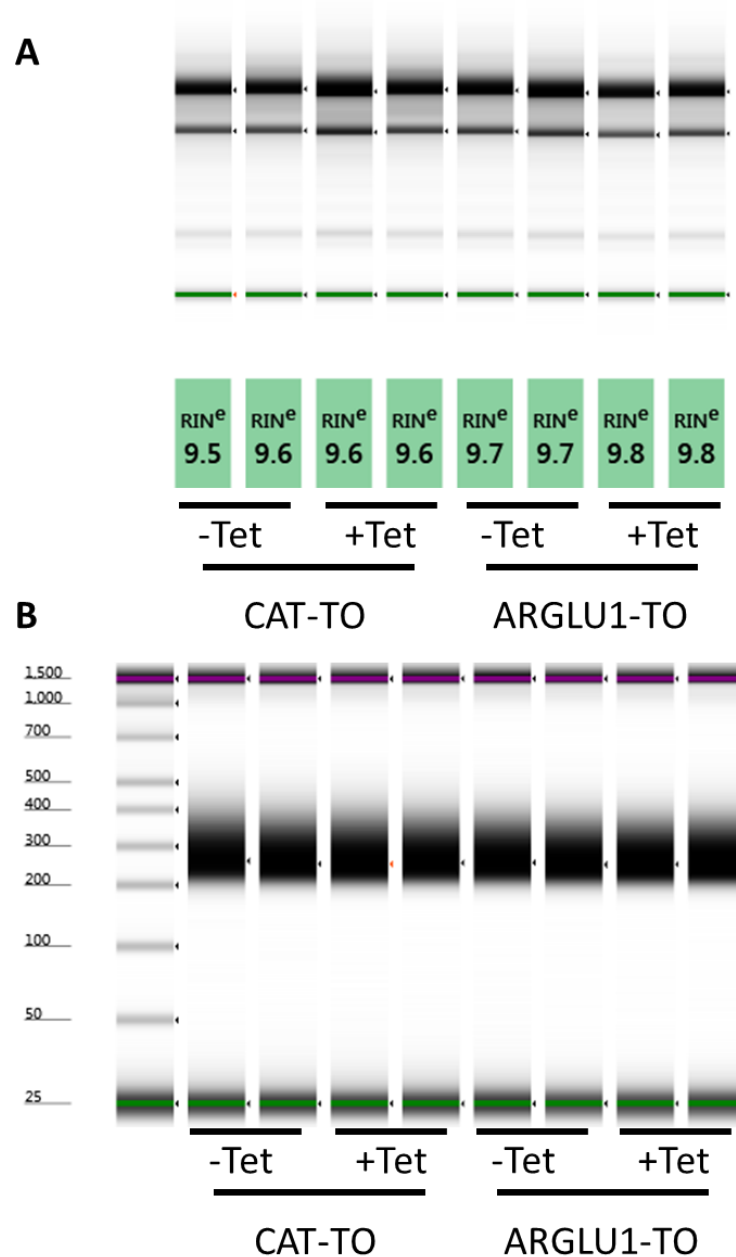 A
RINe RINe RINe RINe RINe RINe RINe RINe
9.5 9.6 9.6 9.6 9.7 9.7 9.8 9.8
-Tet +Tet -Tet +Tet
CAT-TO ARGLU1-TO
B
1,500
1,000
700
500
400
300
200
100
50
25
-Tet +Tet -Tet +Tet
CAT-TO ARGLU1-TO